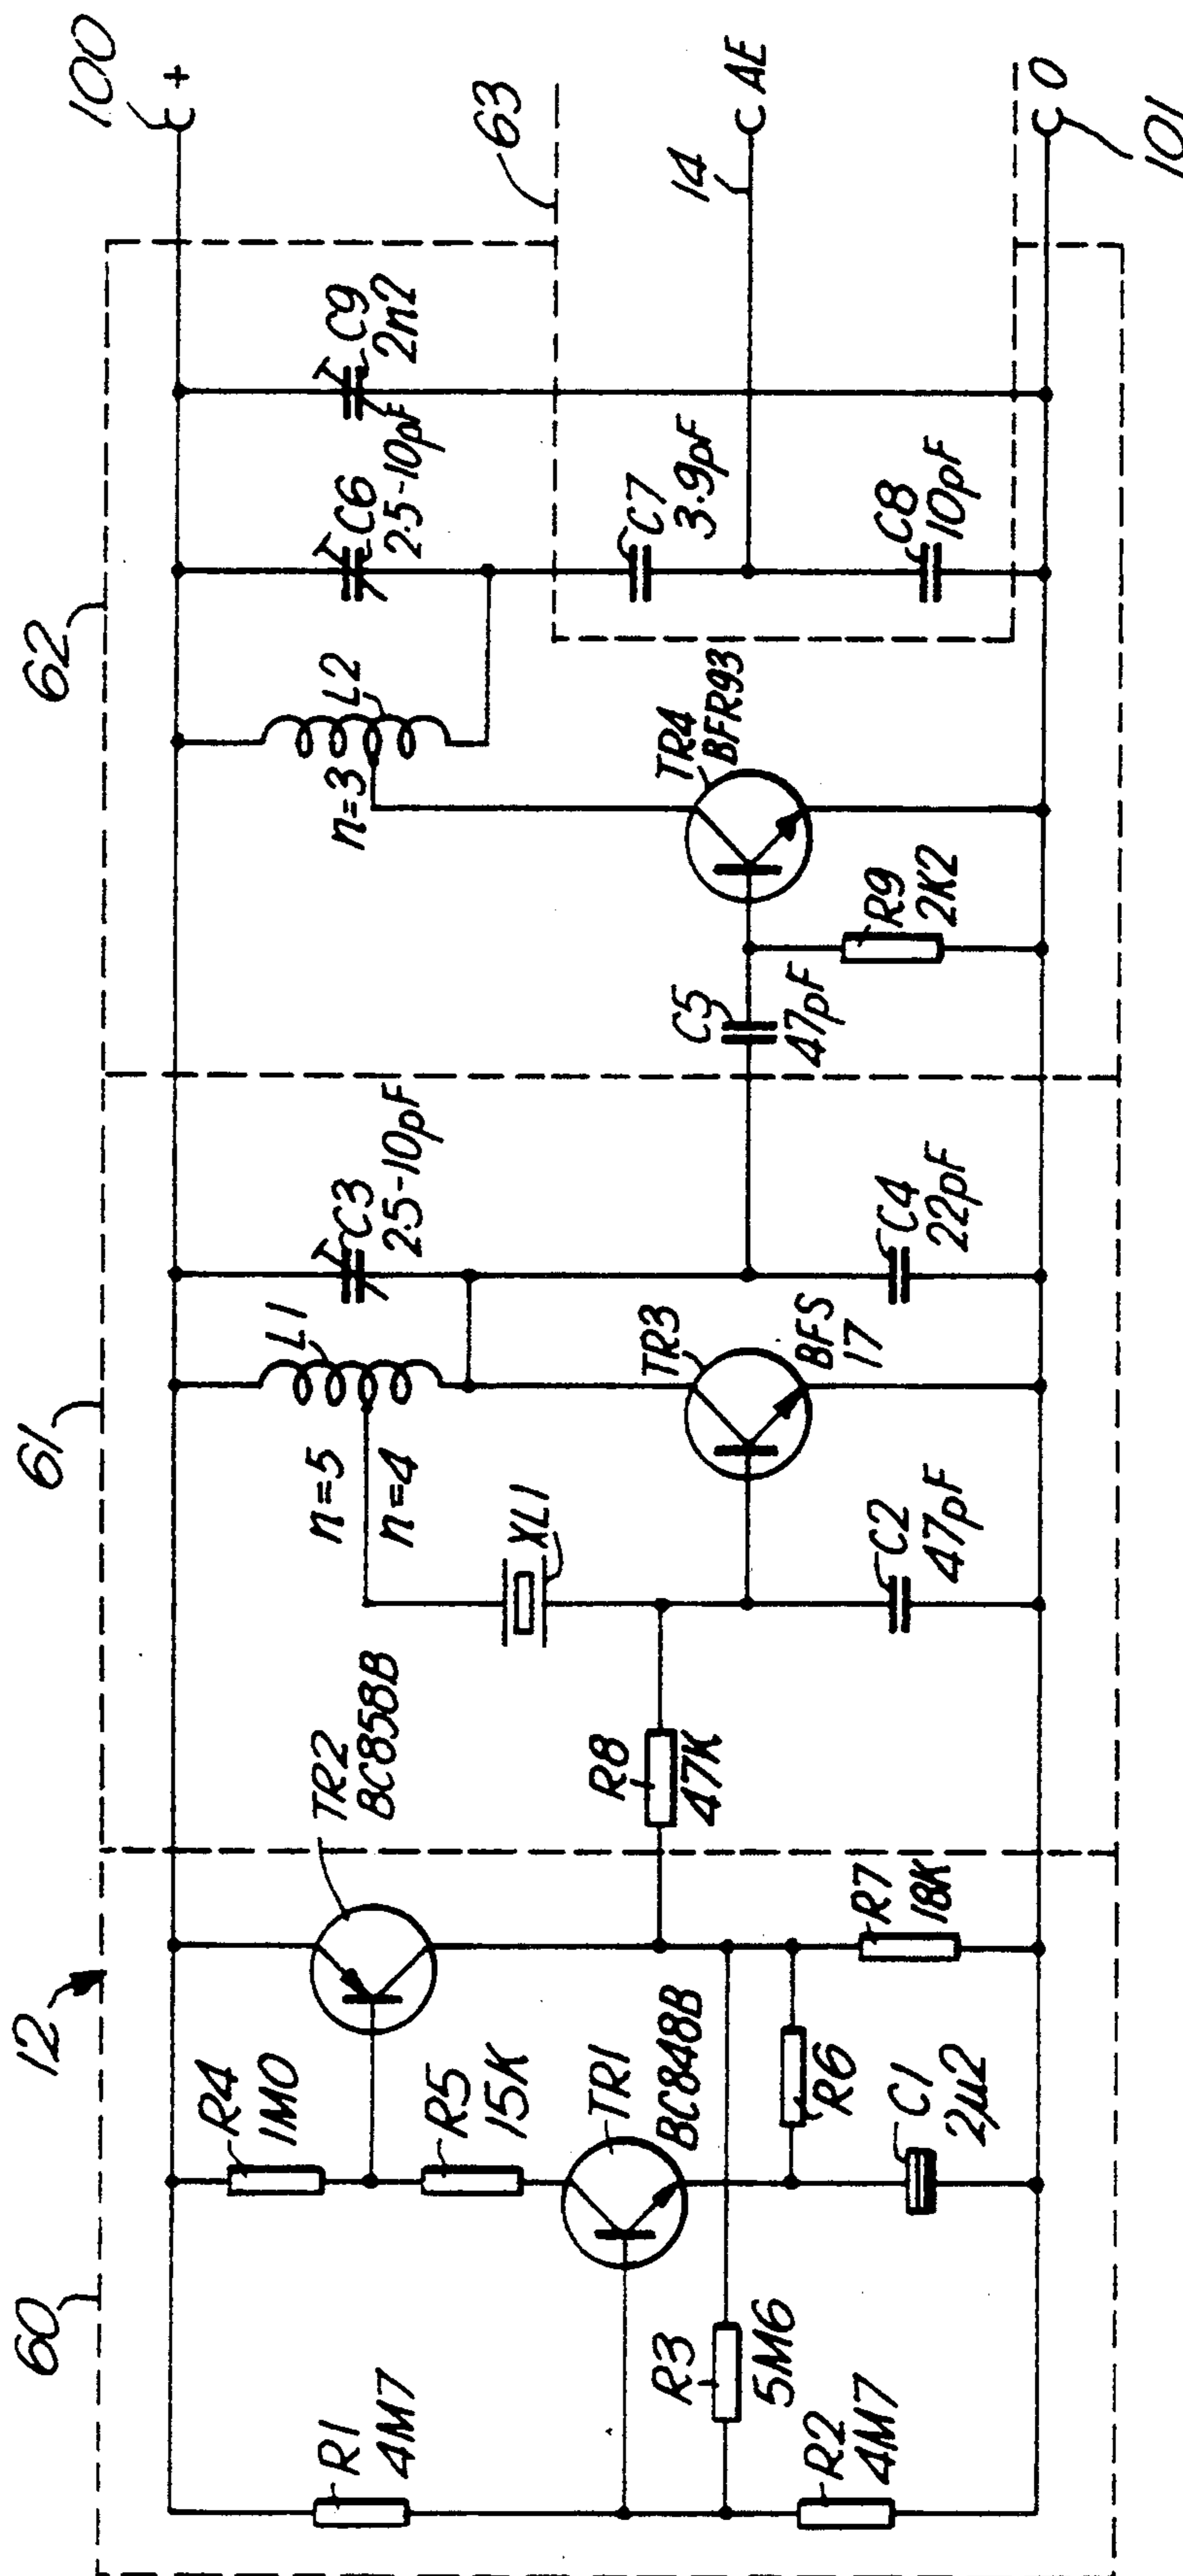 60
12
61
62
100
+
R1
4M7
R2
4M7
R3
5M6
R4
1M0
R5
15K
TR1
BC848B
R6
C1
2µ2
TR2
BC858B
R7
18K
R8
47K
XL1
n=5
n=4
L1
C2
47pF
TR3
BFS
17
C3
2.5-10pF
C4
22pF
C5
47pF
R9
2K2
TR4
BFR93
n=3
L2
C6
2.5-10pF
C9
2n2
C7
3.9pF
C8
10pF
63
14
AE
0
101